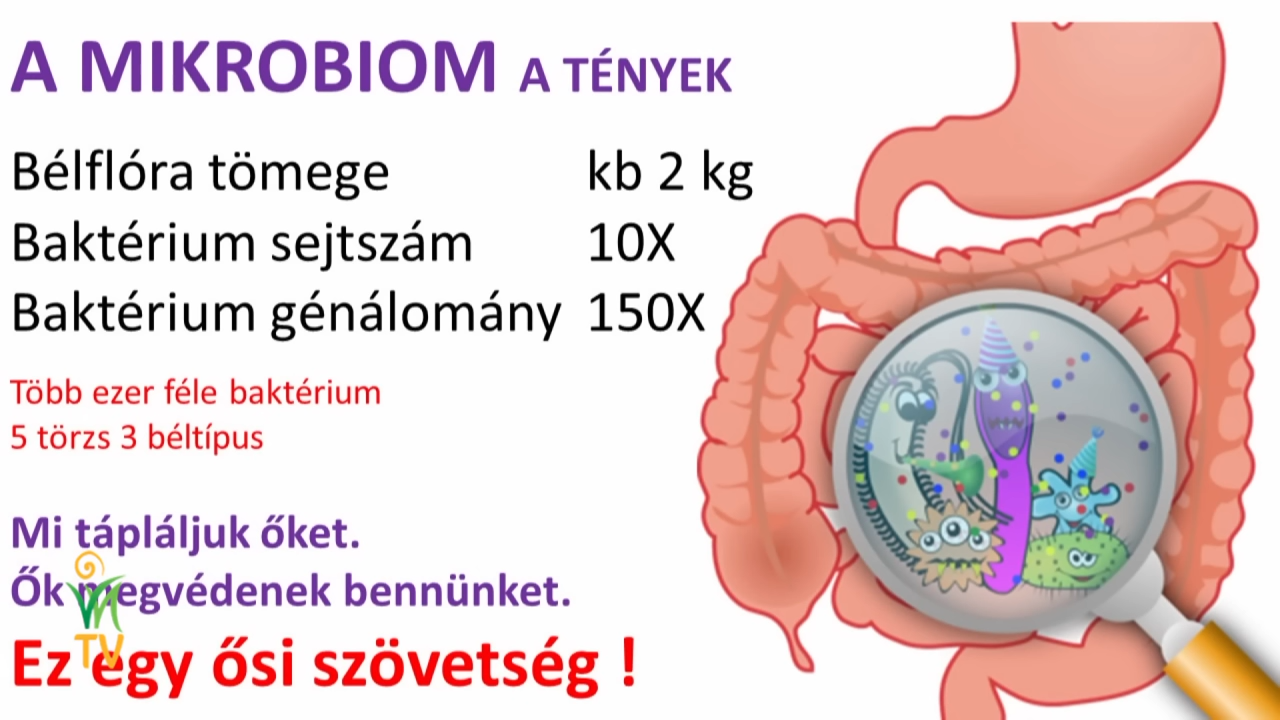 A MIKROBIOM A TÉNYEK
Bélflóra tömege kb 2 kg
Baktérium sejtszám 10X
Baktérium génálomány 150X
Több ezer féle baktérium
5 törzs 3 béltípus
Mi tápláljuk őket.
Ők megvédenek bennünket.
Ez egy ősi szövetség !
TV